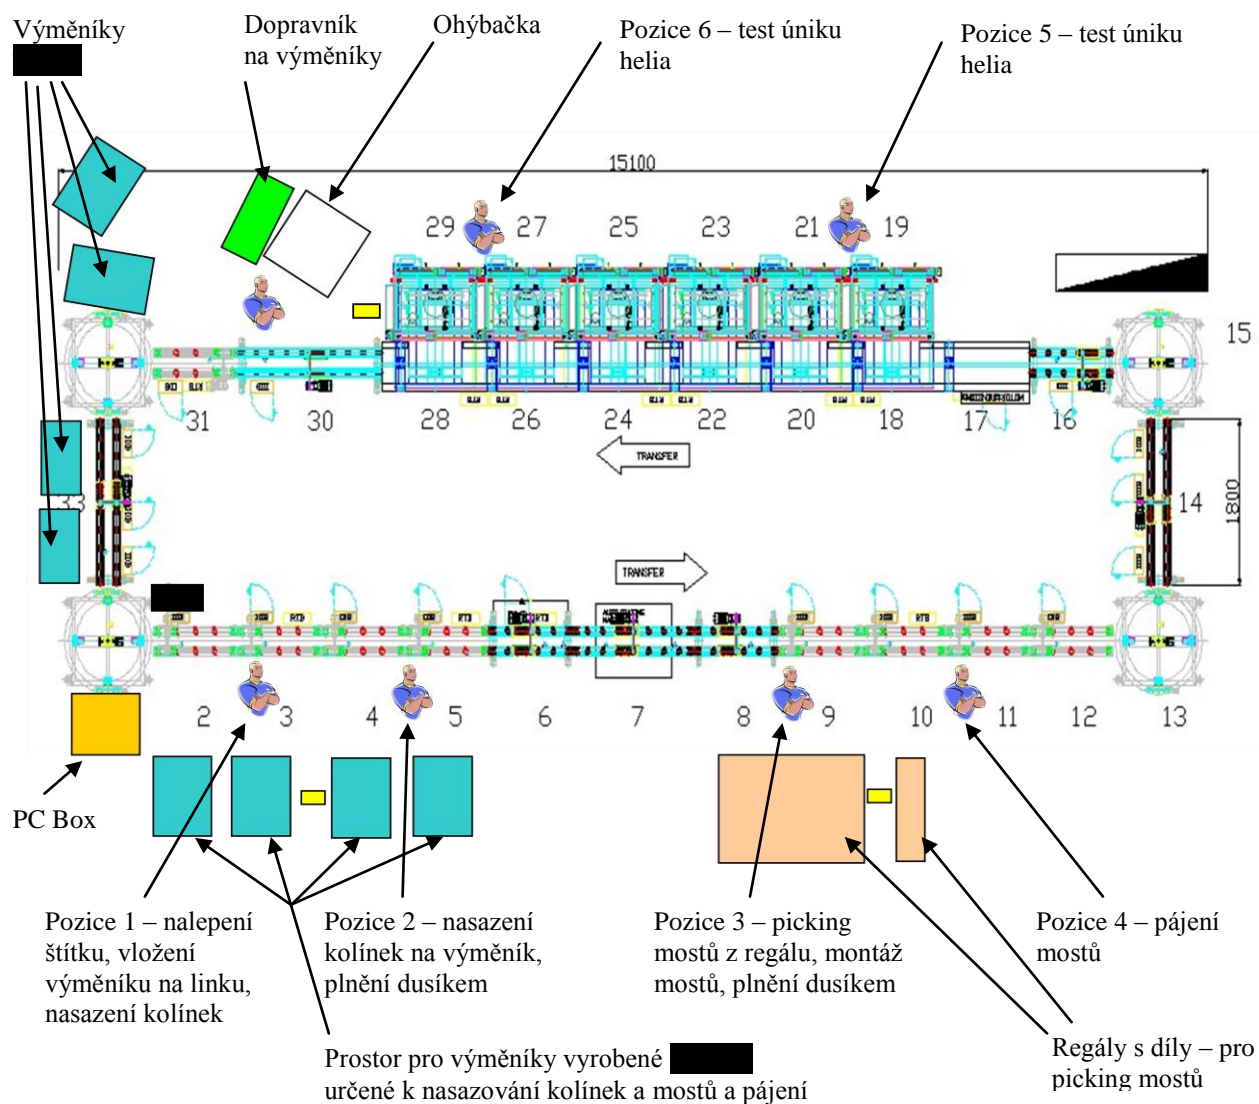 Výměníky
Dopravník
na výměníky
Ohýbačka
Pozice 6 – test úniku
helia
Pozice 5 – test úniku
helia
15100
29
27
25
23
21
19
15
31
30
28
26
24
22
20
18
17
16
TRANSFER
33
14
1800
TRANSFER
RTB
RTB
RTB
RTB
2
3
4
5
6
7
8
9
10
11
12
13
PC Box
Pozice 1 – nalepení
štítku, vložení
výměníku na linku,
nasazení kolínek
Pozice 2 – nasazení
kolínek na výměník,
plnění dusíkem
Pozice 3 – picking
mostů z regálu, montáž
mostů, plnění dusíkem
Pozice 4 – pájení
mostů
Prostor pro výměníky vyrobené
určené k nasazování kolínek a mostů a pájení
Regály s díly – pro
picking mostů